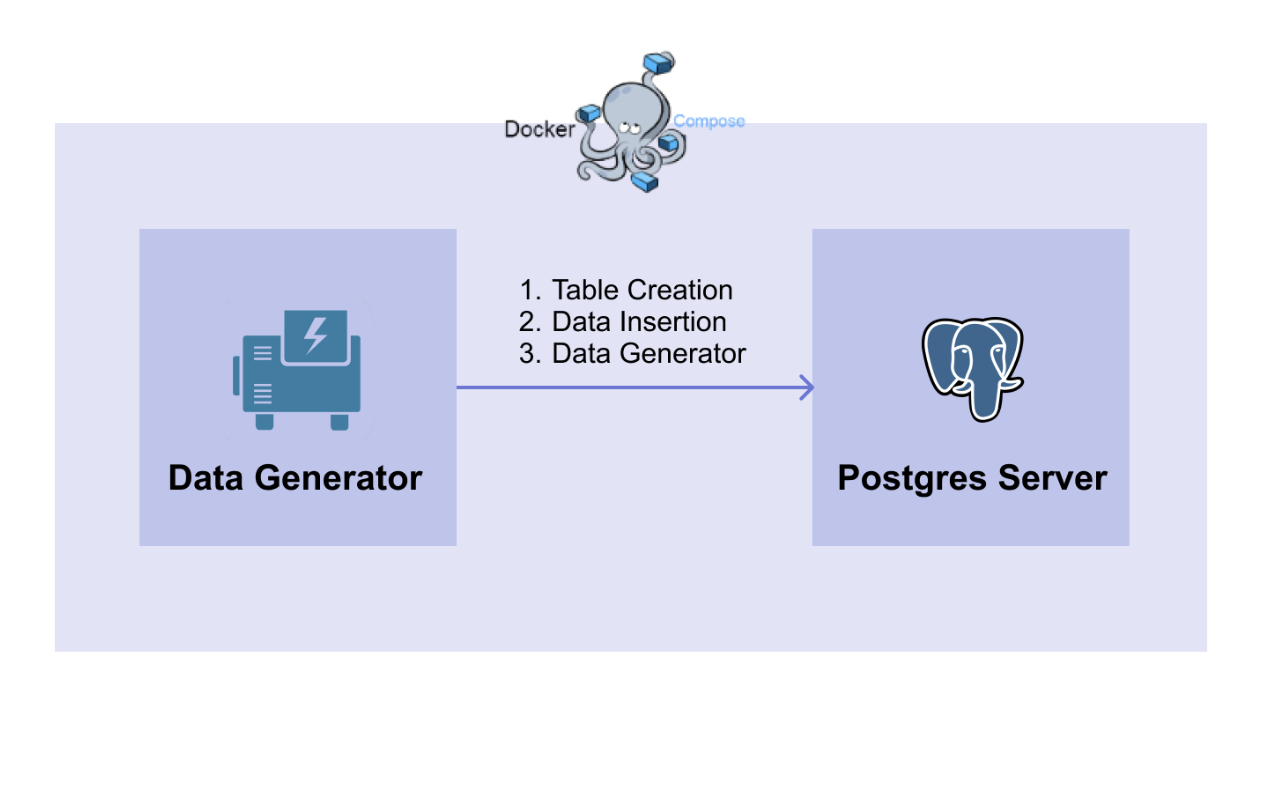 Docker
Compose
1. Table Creation
2. Data Insertion
3. Data Generator
Data Generator
Postgres Server